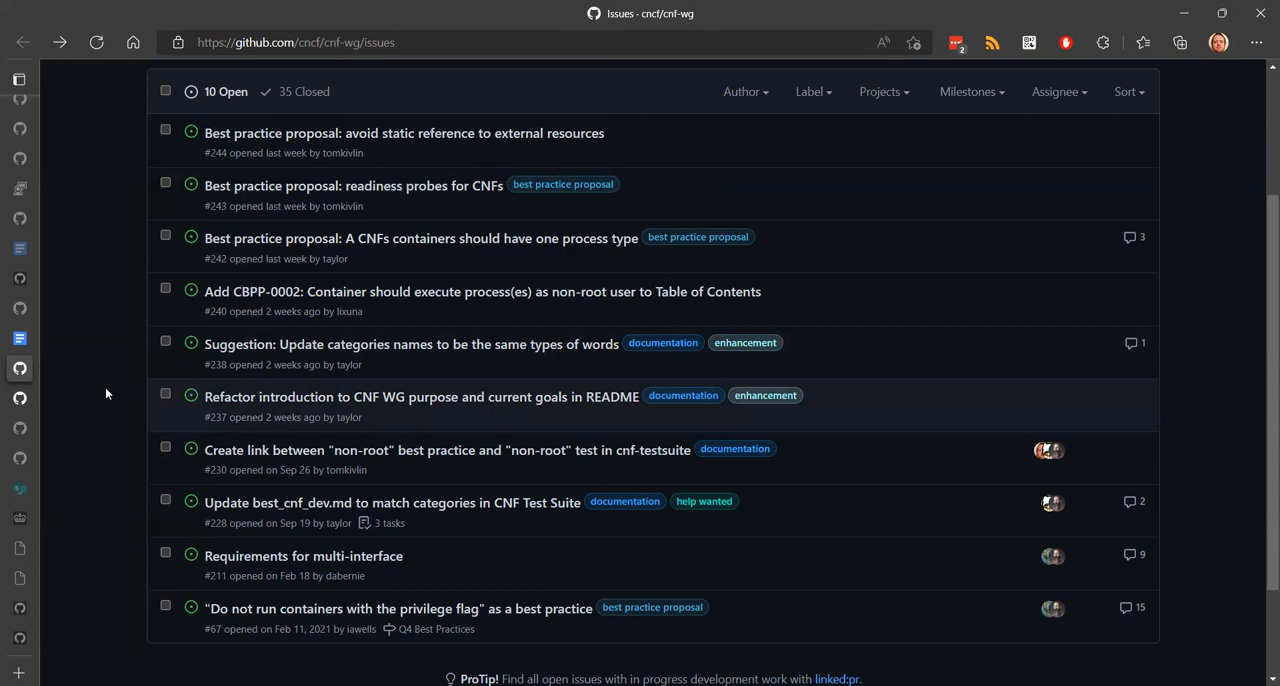 Issues · cncf/cnf-wg
https://github.com/cncf/cnf-wg/issues
2
10 Open 35 Closed Author Label Projects Milestones Assignee Sort
Best practice proposal: avoid static reference to external resources
#244 opened last week by tomkivlin
Best practice proposal: readiness probes for CNFs best practice proposal
#243 opened last week by tomkivlin
Best practice proposal: A CNFs containers should have one process type best practice proposal 3
#242 opened last week by taylor
Add CBPP-0002: Container should execute process(es) as non-root user to Table of Contents
#240 opened 2 weeks ago by lixuna
Suggestion: Update categories names to be the same types of words documentation enhancement 1
#238 opened 2 weeks ago by taylor
Refactor introduction to CNF WG purpose and current goals in README documentation enhancement
#237 opened 2 weeks ago by taylor
Create link between "non-root" best practice and "non-root" test in cnf-testsuite documentation
#230 opened on Sep 26 by tomkivlin
Update best_cnf_dev.md to match categories in CNF Test Suite documentation help wanted 2
#228 opened on Sep 19 by taylor 3 tasks
Requirements for multi-interface 9
#211 opened on Feb 18 by dabernie
"Do not run containers with the privilege flag" as a best practice best practice proposal 15
#67 opened on Feb 11, 2021 by iawells Q4 Best Practices
ProTip! Find all open issues with in progress development work with linked:pr.